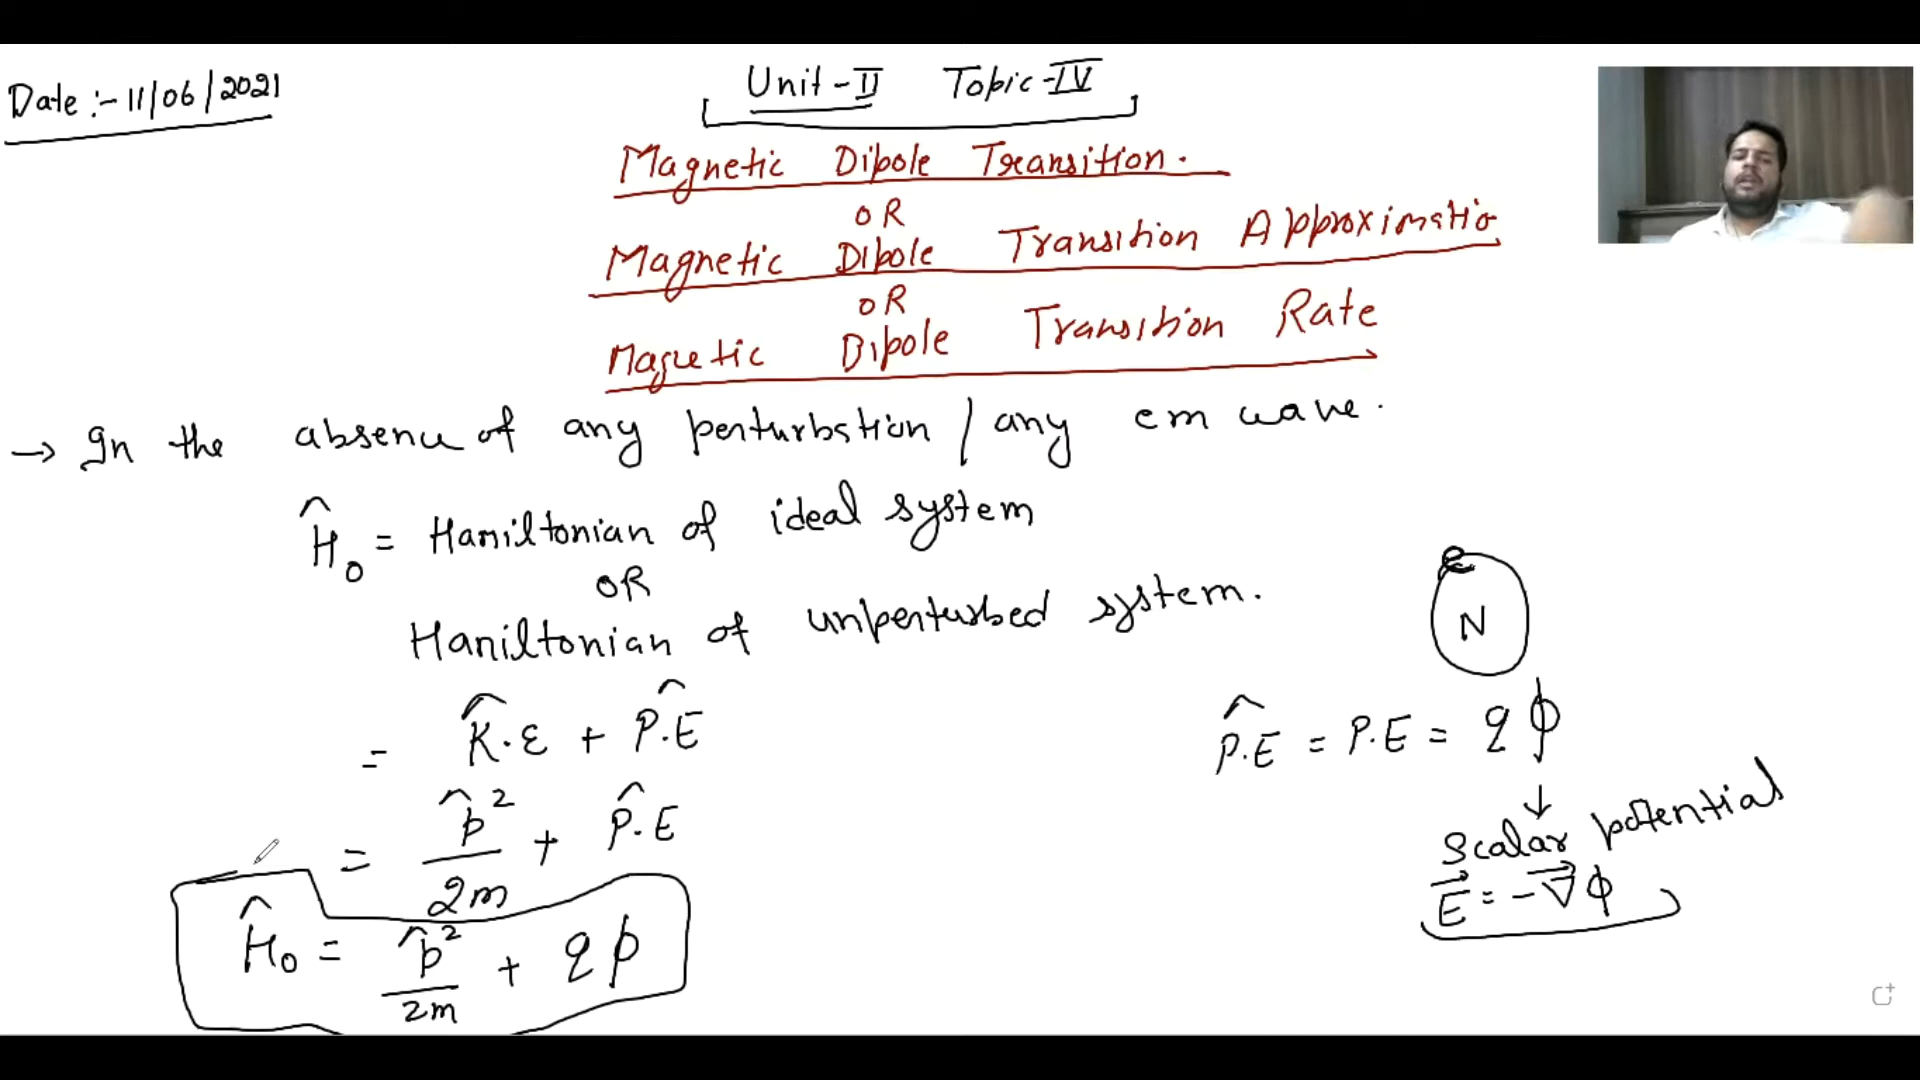 Date :- 11/06/2021
Unit-II Topic-IV
Magnetic Dipole Transition.
OR
Magnetic Dipole Transition Approximatio
OR
Magnetic Dipole Transition Rate
→ In the absence of any perturbation / any em wave.
Ĥ₀ = Hamiltonian of ideal system
OR
Hamiltonian of unperturbed system.
= K̂.E + P.Ê
= p̂²/2m + P̂.E
Ĥ₀ = p̂²/2m + qϕ
e
N
P̂.E = P.E = qϕ
↓
Scalar potential
E⃗ = -∇⃗ϕ